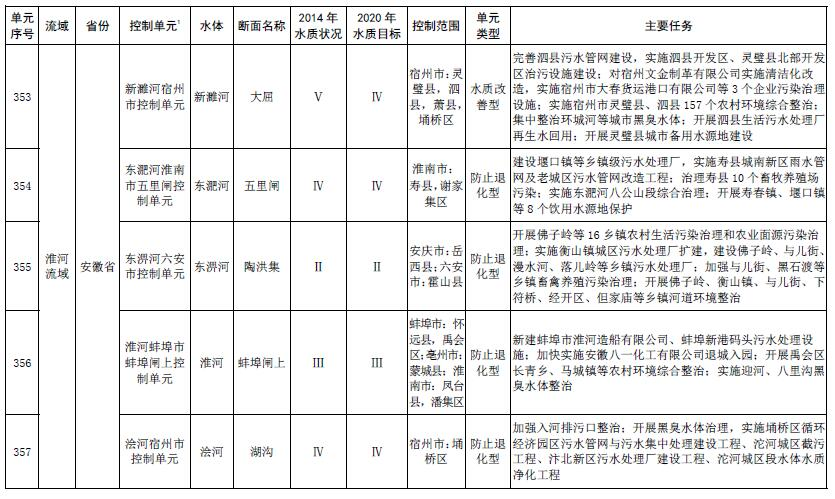 单元序号 流域 省份 控制单元1 水体 断面名称 2014年水质状况 2020年水质目标 控制范围 单元类型 主要任务
淮河流域
安徽省
353
新濉河宿州
市控制单元
新濉河
大屈
Ⅴ
Ⅳ
宿州市：灵
璧县，泗
县，萧县，
埇桥区
水质改
善型
完善泗县污水管网建设，实施泗县开发区、灵璧县北部开发
区治污设施建设；对宿州文金制革有限公司实施清洁化改
造，实施宿州市大春货运港口有限公司等3个企业污染治理
设施；实施宿州市灵璧县、泗县157个农村环境综合整治；
集中整治环城河等城市黑臭水体；开展泗县生活污水处理厂
再生水回用；开展灵璧县城市备用水源地建设
354
东淝河淮南
市五里闸控
制单元
东淝河
五里闸
Ⅳ
Ⅳ
淮南市：
寿县，谢家
集区
防止退
化型
建设堰口镇等乡镇级污水处理厂，实施寿县城南新区雨水管
网及老城区污水管网改造工程；治理寿县10个畜牧养殖场
污染；实施东淝河八公山段综合治理；开展寿春镇、堰口镇
等8个饮用水源地保护
355
东淠河六安
市控制单元
东淠河
陶洪集
Ⅱ
Ⅱ
安庆市：岳
西县；六安
市：霍山县
防止退
化型
开展佛子岭等16乡镇农村生活污染治理和农业面源污染治
理；实施衡山镇城区污水处理厂扩建，建设佛子岭、与儿街、
漫水河、落儿岭等乡镇污水处理厂；加强与儿街、黑石渡等
乡镇畜禽养殖污染治理；开展佛子岭、衡山镇、与儿街、下
符桥、经开区、但家庙等乡镇河道环境整治
356
淮河蚌埠市
蚌埠闸上控
制单元
淮河
蚌埠闸上
Ⅲ
Ⅲ
蚌埠市：怀
远县，禹会
区；亳州市：
蒙城县；淮
南市：凤台
县，潘集区
防止退
化型
新建蚌埠市淮河造船有限公司、蚌埠新港码头污水处理设
施；加快实施安徽八一化工有限公司退城入园；开展禹会区
长青乡、马城镇等农村环境综合整治；实施迎河、八里沟黑
臭水体整治
357
浍河宿州市
控制单元
浍河
湖沟
Ⅳ
Ⅳ
宿州市：埇
桥区
防止退
化型
加强入河排污口整治；开展黑臭水体治理，实施埇桥区循环
经济园区污水管网与污水集中处理建设工程、沱河城区截污
工程、汴北新区污水处理厂建设工程、沱河城区段水体水质
净化工程